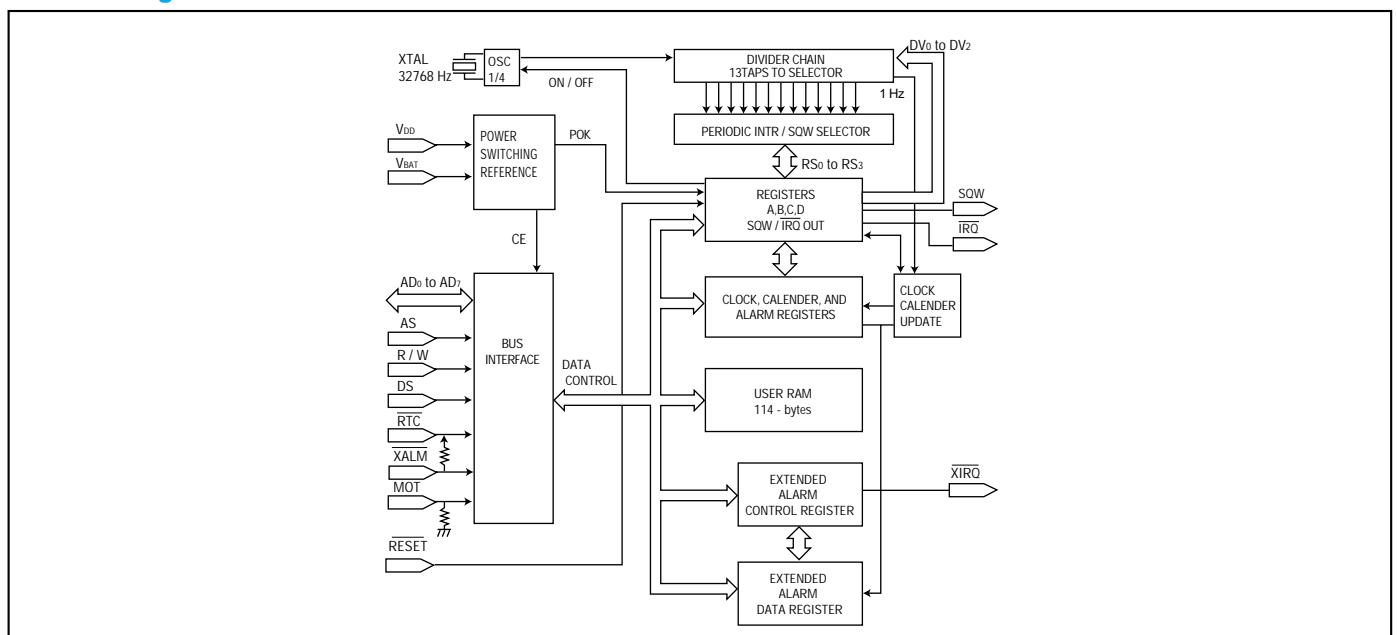 XTAL
32768 Hz
OSC
1/4
ON / OFF
DIVIDER CHAIN
13TAPS TO SELECTOR
DV0 to DV2
1 Hz
PERIODIC INTR / SQW SELECTOR
RS0 to RS3
VDD
VBAT
POWER
SWITCHING
REFERENCE
POK
CE
REGISTERS
A,B,C,D
SQW / IRQ OUT
SQW
IRQ
AD0 to AD7
AS
R / W
DS
RTC
XALM
MOT
RESET
BUS
INTERFACE
DATA
CONTROL
CLOCK, CALENDER, AND
ALARM REGISTERS
CLOCK
CALENDER
UPDATE
USER RAM
114 - bytes
EXTENDED
ALARM
CONTROL REGISTER
XIRQ
EXTENDED
ALARM
DATA REGISTER